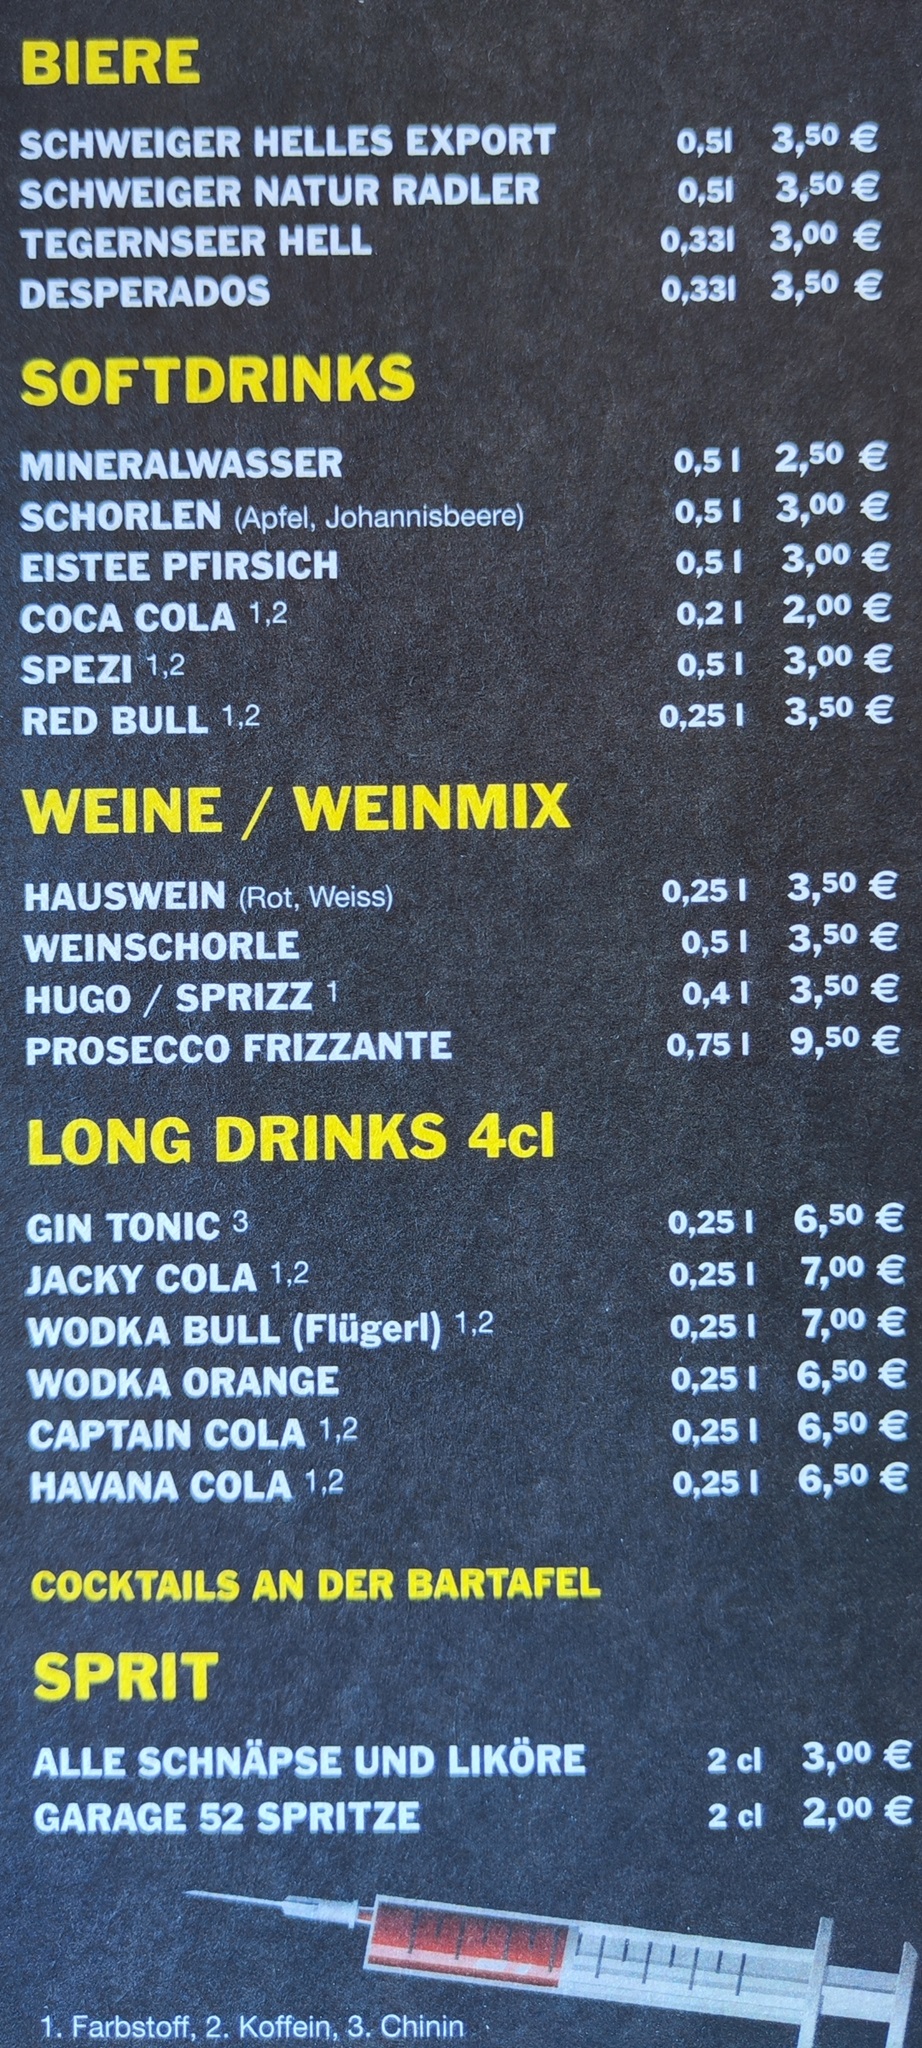 BIERE
SCHWEIGER HELLES EXPORT 0,5l 3,50 €
SCHWEIGER NATUR RADLER 0,5l 3,50 €
TEGERNSEER HELL 0,33l 3,00 €
DESPERADOS 0,33l 3,50 €
SOFTDRINKS
MINERALWASSER 0,5 l 2,50 €
SCHORLEN (Apfel, Johannisbeere) 0,5 l 3,00 €
EISTEE PFIRSICH 0,5 l 3,00 €
COCA COLA 1,2 0,2 l 2,00 €
SPEZI 1,2 0,5 l 3,00 €
RED BULL 1,2 0,25 l 3,50 €
WEINE / WEINMIX
HAUSWEIN (Rot, Weiss) 0,25 l 3,50 €
WEINSCHORLE 0,5 l 3,50 €
HUGO / SPRIZZ 1 0,4 l 3,50 €
PROSECCO FRIZZANTE 0,75 l 9,50 €
LONG DRINKS 4cl
GIN TONIC 3 0,25 l 6,50 €
JACKY COLA 1,2 0,25 l 7,00 €
WODKA BULL (Flügerl) 1,2 0,25 l 7,00 €
WODKA ORANGE 0,25 l 6,50 €
CAPTAIN COLA 1,2 0,25 l 6,50 €
HAVANA COLA 1,2 0,25 l 6,50 €
COCKTAILS AN DER BARTAFEL
SPRIT
ALLE SCHNÄPSE UND LIKÖRE 2 cl 3,00 €
GARAGE 52 SPRITZE 2 cl 2,00 €
1. Farbstoff, 2. Koffein, 3. Chinin